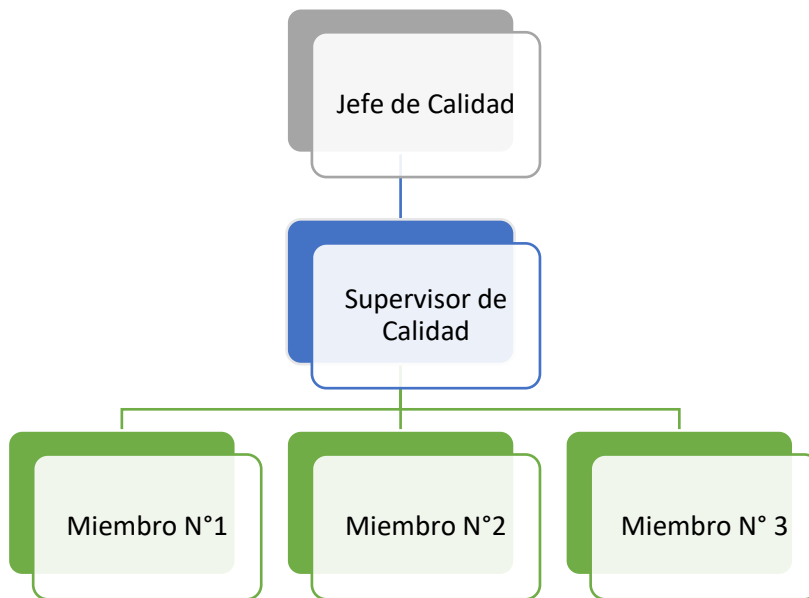 Jefe de Calidad
Supervisor de
Calidad
Miembro N°1
Miembro N°2
Miembro N° 3